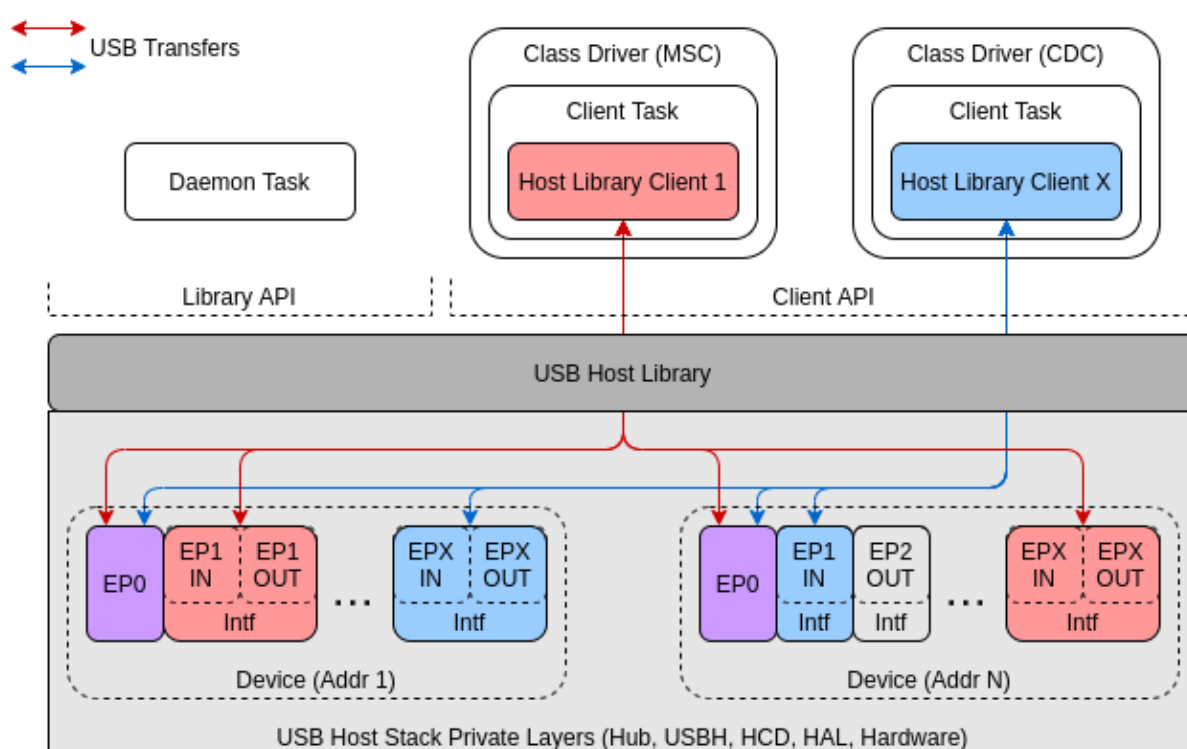 USB Transfers
Class Driver (MSC)
Class Driver (CDC)
Client Task
Client Task
Daemon Task
Host Library Client 1
Host Library Client X
Library API
Client API
USB Host Library
EP0
EP1
IN
EP1
OUT
Intf
...
EPX
IN
EPX
OUT
Intf
Device (Addr 1)
EP0
EP1
IN
Intf
EP2
OUT
Intf
...
EPX
IN
EPX
OUT
Intf
Device (Addr N)
USB Host Stack Private Layers (Hub, USBH, HCD, HAL, Hardware)